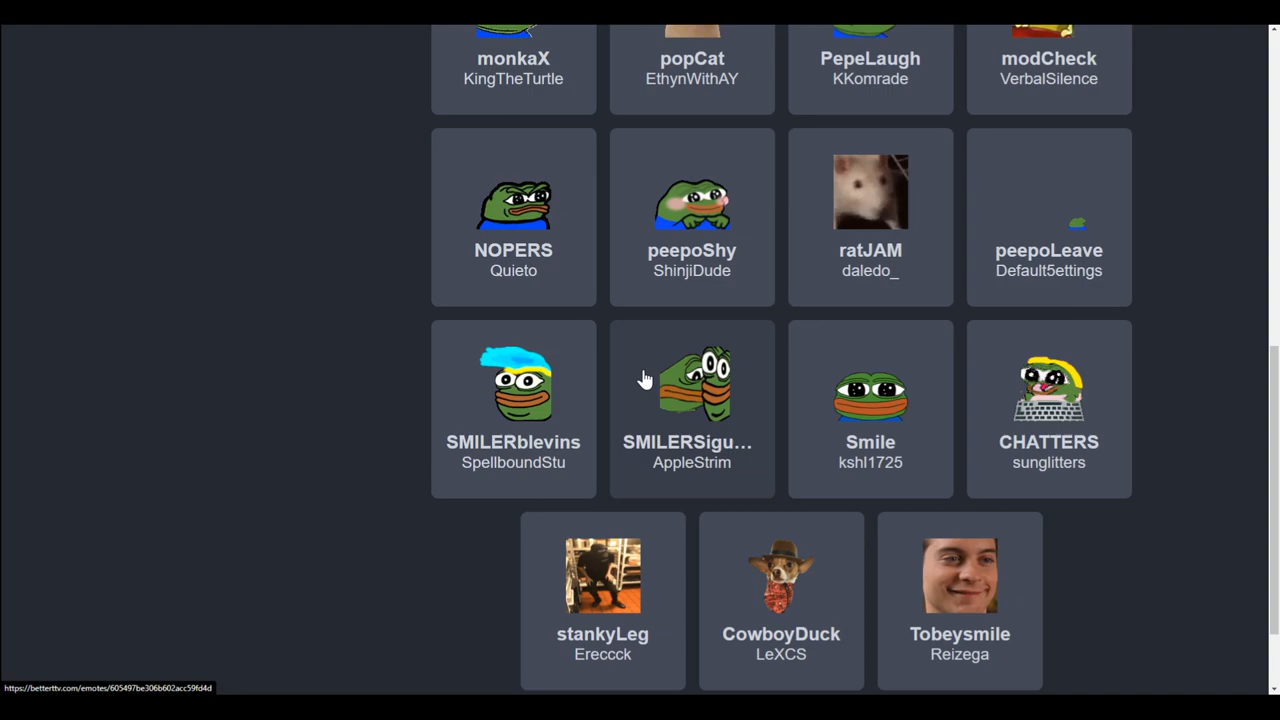 monkaX
KingTheTurtle
popCat
EthynWithAY
PepeLaugh
KKomrade
modCheck
VerbalSilence
NOPERS
Quieto
peepoShy
ShinjiDude
ratJAM
daledo_
peepoLeave
Default5ettings
SMILERblevins
SpellboundStu
SMILERSigu...
AppleStrim
Smile
kshl1725
CHATTERS
sunglitters
stankyLeg
Ereccck
CowboyDuck
LeXCS
Tobeysmile
Reizega
https://betterttv.com/emotes/605497be306b602acc59fd4d